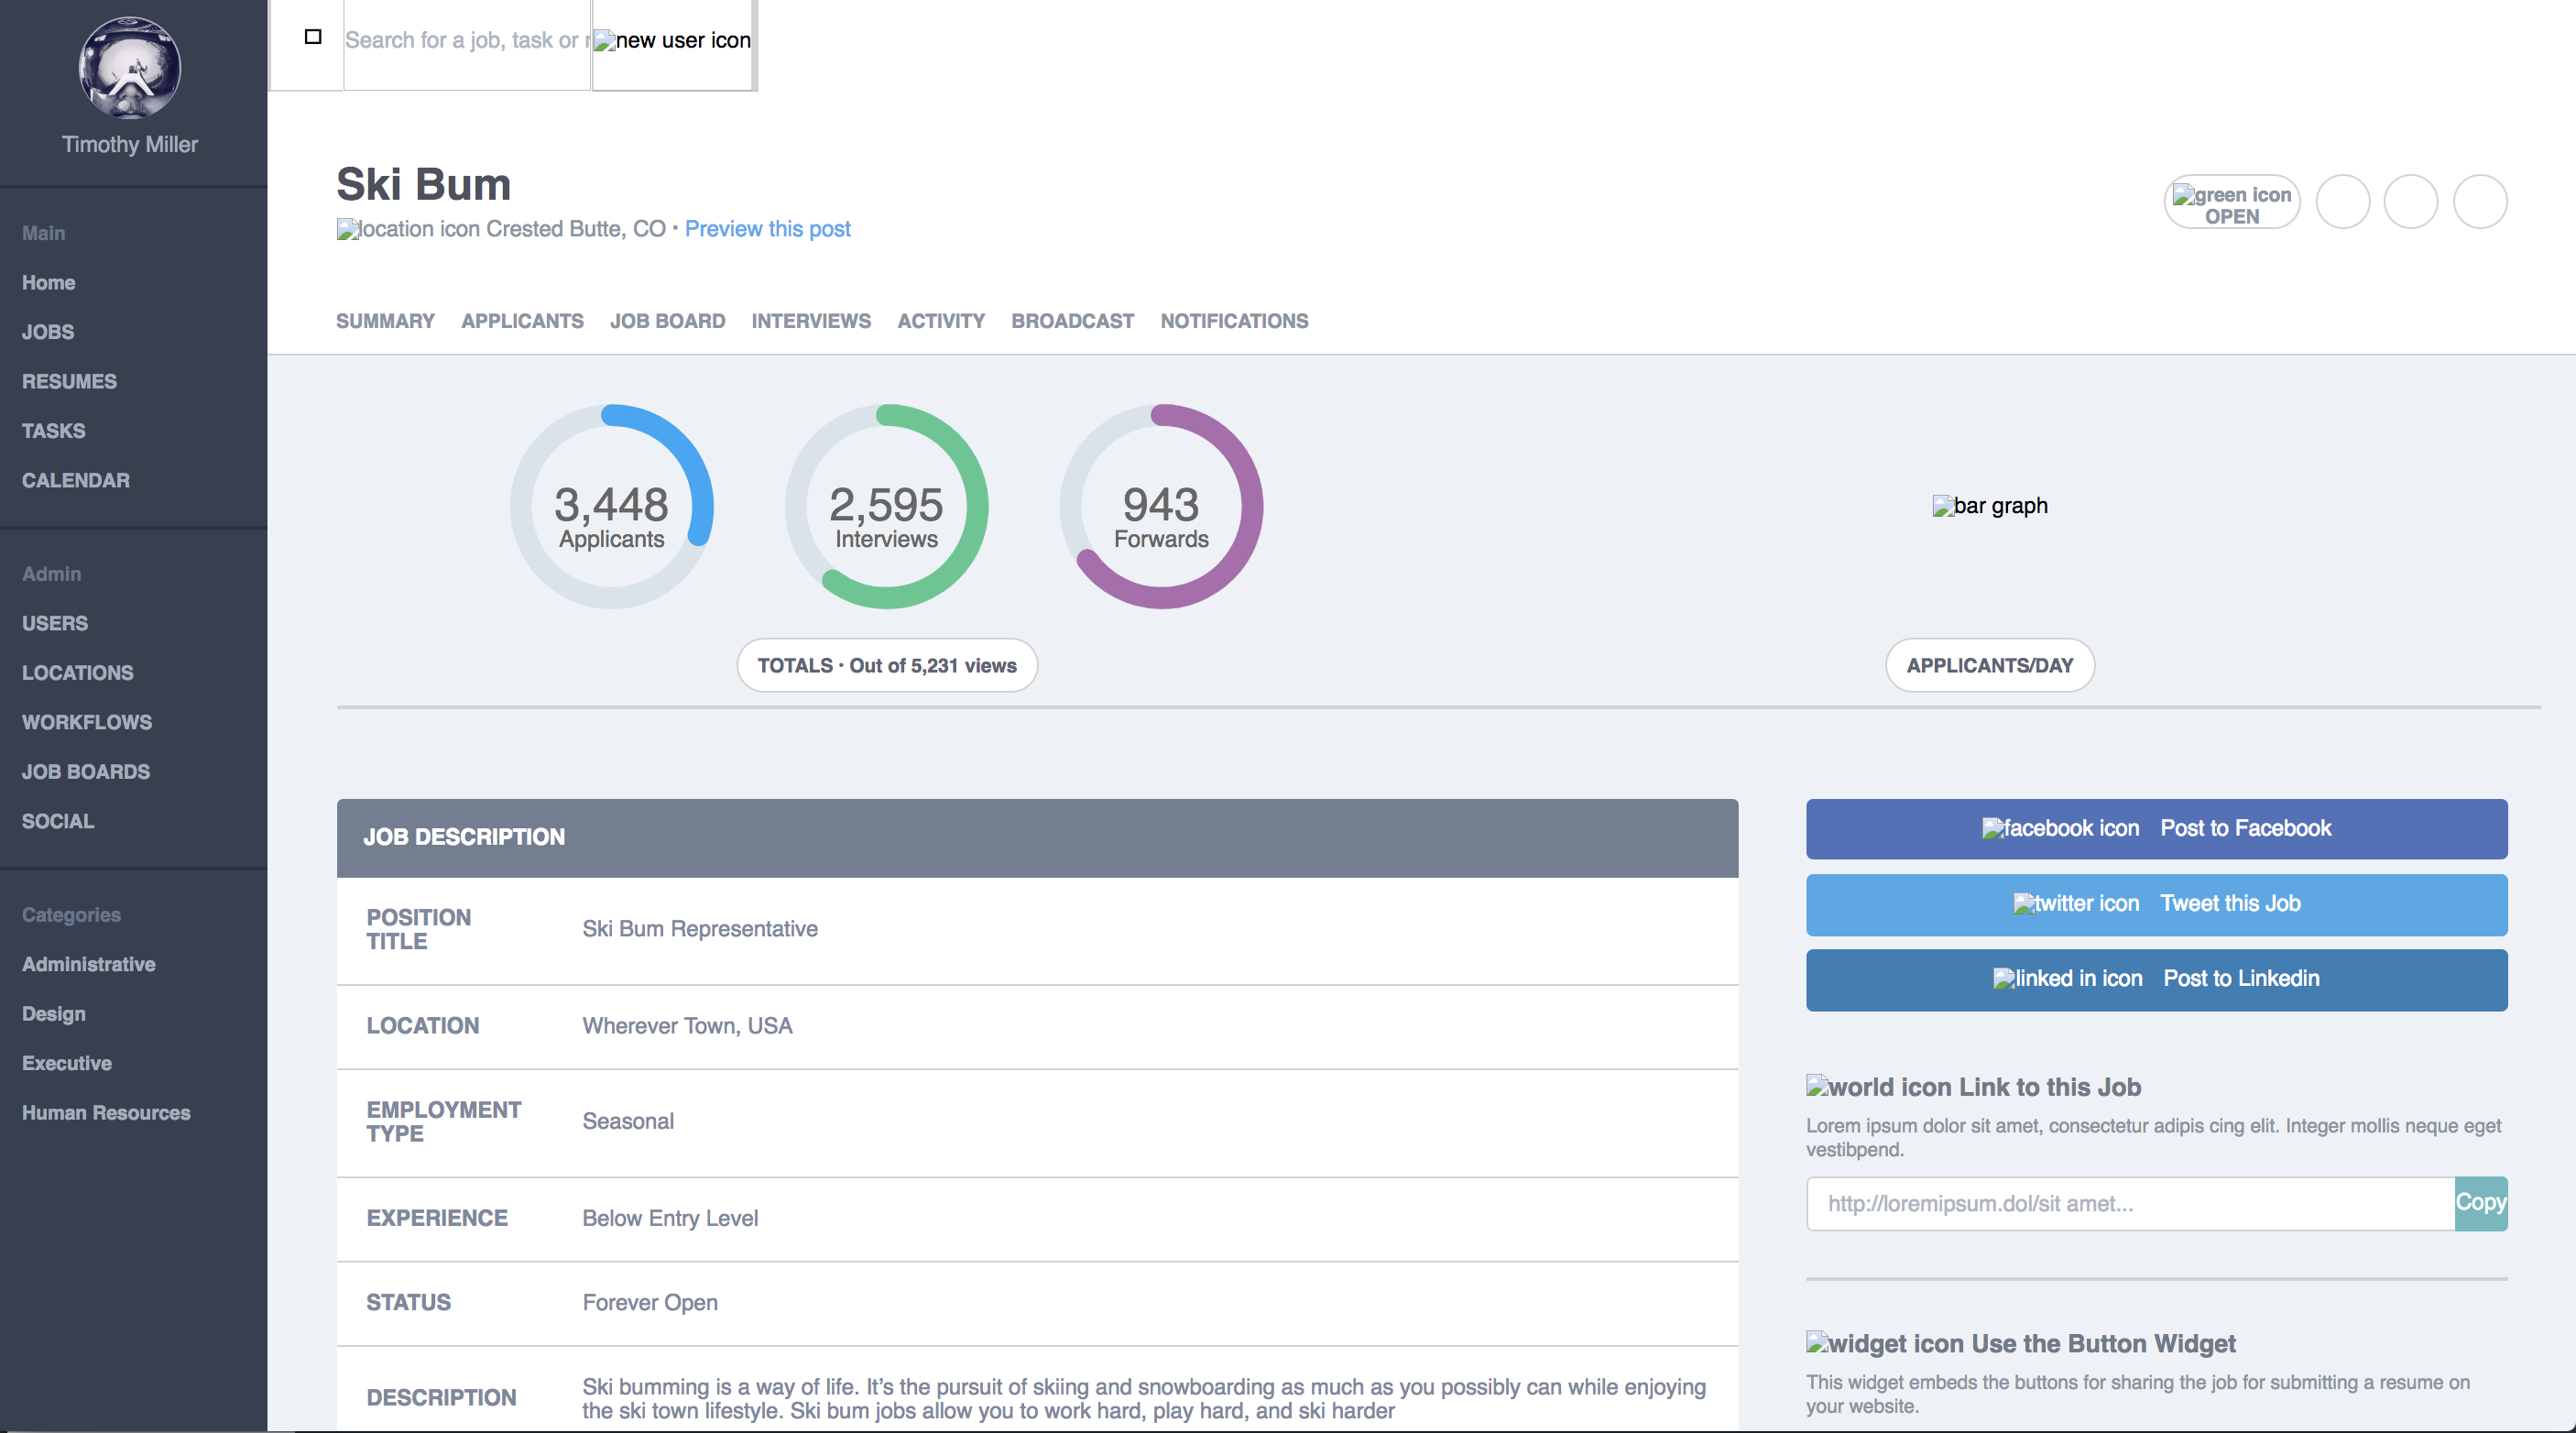 Timothy Miller
Main
Home
JOBS
RESUMES
TASKS
CALENDAR
Admin
USERS
LOCATIONS
WORKFLOWS
JOB BOARDS
SOCIAL
Categories
Administrative
Design
Executive
Human Resources
Search for a job, task or
new user icon
Ski Bum
location icon Crested Butte, CO • Preview this post
green icon
OPEN
SUMMARY APPLICANTS JOB BOARD INTERVIEWS ACTIVITY BROADCAST NOTIFICATIONS
3,448
Applicants
2,595
Interviews
943
Forwards
bar graph
TOTALS • Out of 5,231 views
APPLICANTS/DAY
JOB DESCRIPTION
POSITION
TITLE
Ski Bum Representative
LOCATION
Wherever Town, USA
EMPLOYMENT
TYPE
Seasonal
EXPERIENCE
Below Entry Level
STATUS
Forever Open
DESCRIPTION
Ski bumming is a way of life. It’s the pursuit of skiing and snowboarding as much as you possibly can while enjoying
the ski town lifestyle. Ski bum jobs allow you to work hard, play hard, and ski harder
facebook icon Post to Facebook
twitter icon Tweet this Job
linked in icon Post to Linkedin
world icon Link to this Job
Lorem ipsum dolor sit amet, consectetur adipis cing elit. Integer mollis neque eget
vestibpend.
http://loremipsum.dol/sit amet...
Copy
widget icon Use the Button Widget
This widget embeds the buttons for sharing the job for submitting a resume on
your website.